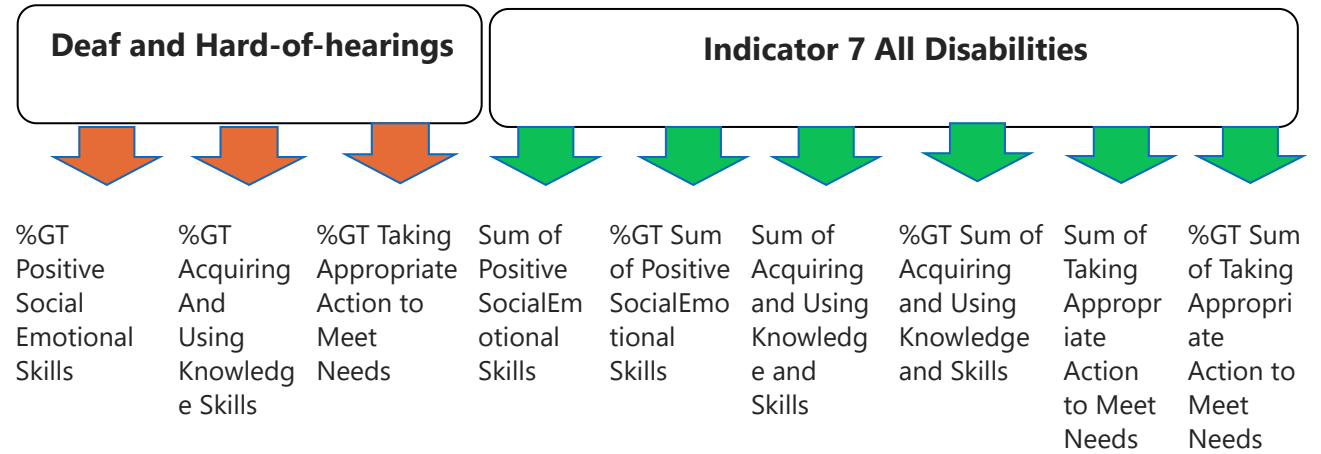 Deaf and Hard-of-hearings
Indicator 7 All Disabilities
%GT
Positive
Social
Emotional
Skills
%GT
Acquiring
And
Using
Knowledg
e Skills
%GT Taking
Appropriate
Action to
Meet
Needs
Sum of
Positive
SocialEm
otional
Skills
%GT Sum
of Positive
SocialEmo
tional
Skills
Sum of
Acquiring
and Using
Knowledg
e and
Skills
%GT Sum of
Acquiring
and Using
Knowledge
and Skills
Sum of
Taking
Appropr
iate
Action
to Meet
Needs
%GT Sum
of Taking
Appropri
ate
Action to
Meet
Needs